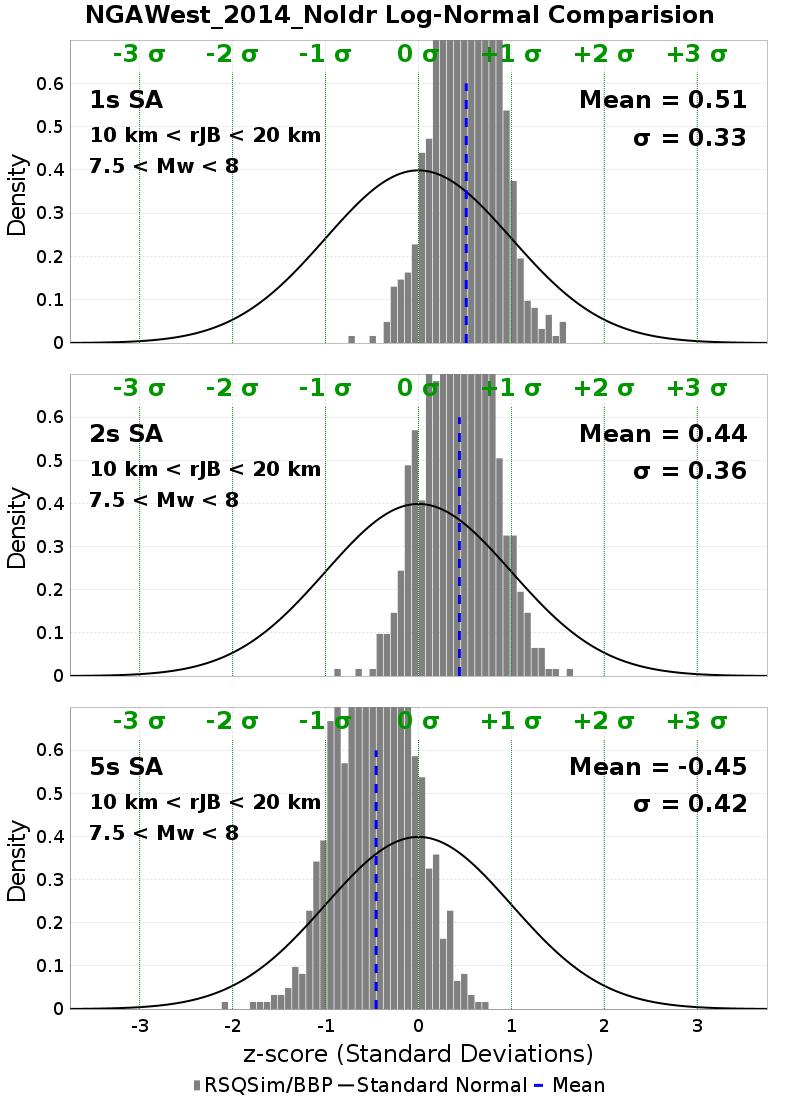 NGAWest_2014_NoIdr Log-Normal Comparision
-3 σ -2 σ -1 σ 0 σ +1 σ +2 σ +3 σ
1s SA
10 km < rJB < 20 km
7.5 < Mw < 8
Mean = 0.51
σ = 0.33
0.6
0.5
0.4
0.3
0.2
0.1
0
Density
-3 σ -2 σ -1 σ 0 σ +1 σ +2 σ +3 σ
2s SA
10 km < rJB < 20 km
7.5 < Mw < 8
Mean = 0.44
σ = 0.36
0.6
0.5
0.4
0.3
0.2
0.1
0
Density
-3 σ -2 σ -1 σ 0 σ +1 σ +2 σ +3 σ
5s SA
10 km < rJB < 20 km
7.5 < Mw < 8
Mean = -0.45
σ = 0.42
0.6
0.5
0.4
0.3
0.2
0.1
0
Density
-3 -2 -1 0 1 2 3
z-score (Standard Deviations)
RSQSim/BBP Standard Normal Mean